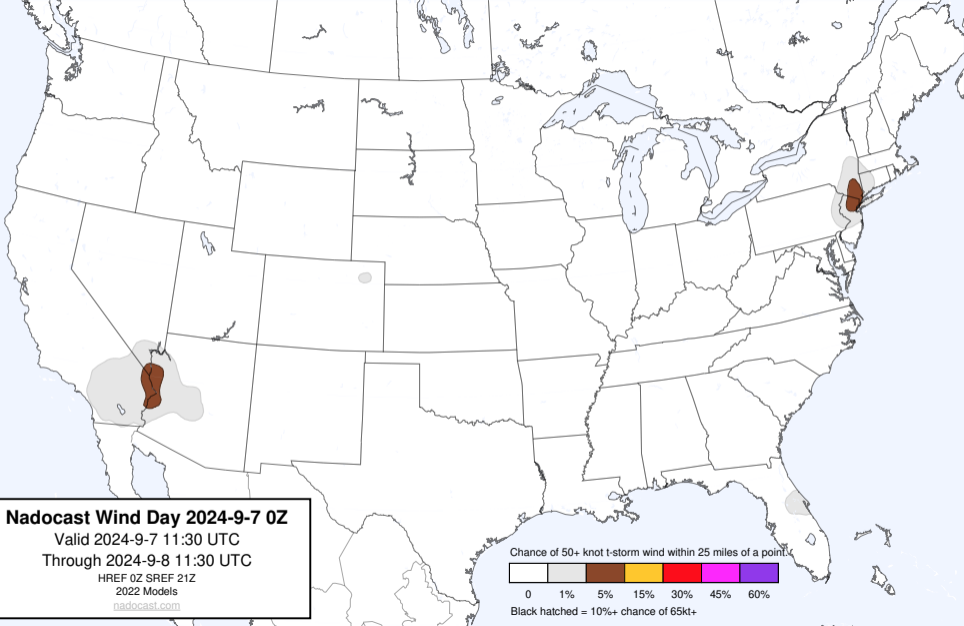 Nadocast Wind Day 2024-9-7 0Z
Valid 2024-9-7 11:30 UTC
Through 2024-9-8 11:30 UTC
HREF 0Z SREF 21Z
2022 Models
nadocast.com
Chance of 50+ knot t-storm wind within 25 miles of a point.
0 1% 5% 15% 30% 45% 60%
Black hatched = 10%+ chance of 65kt+